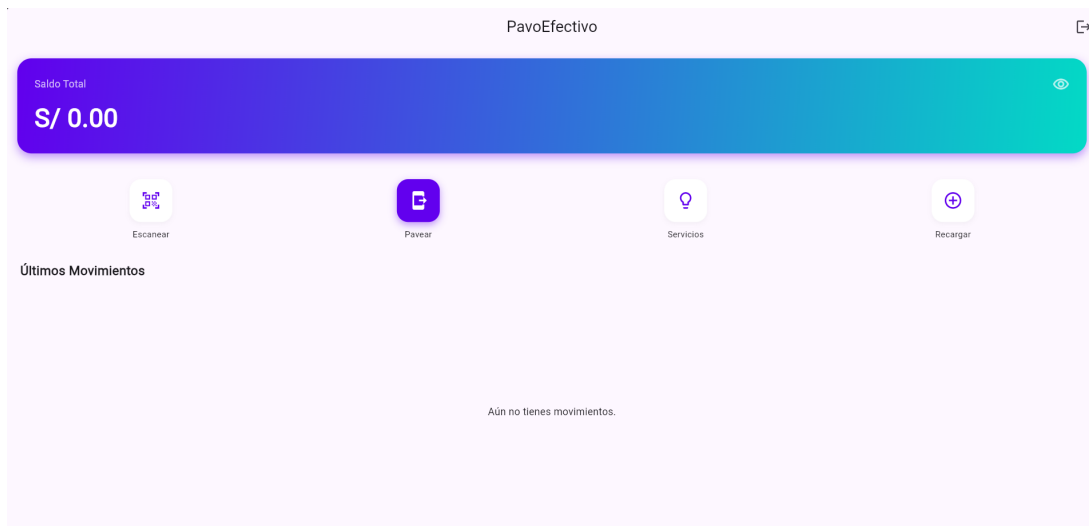 PavoEfectivo
Saldo Total
S/ 0.00
Escanear
Pavear
Servicios
Recargar
Últimos Movimientos
Aún no tienes movimientos.